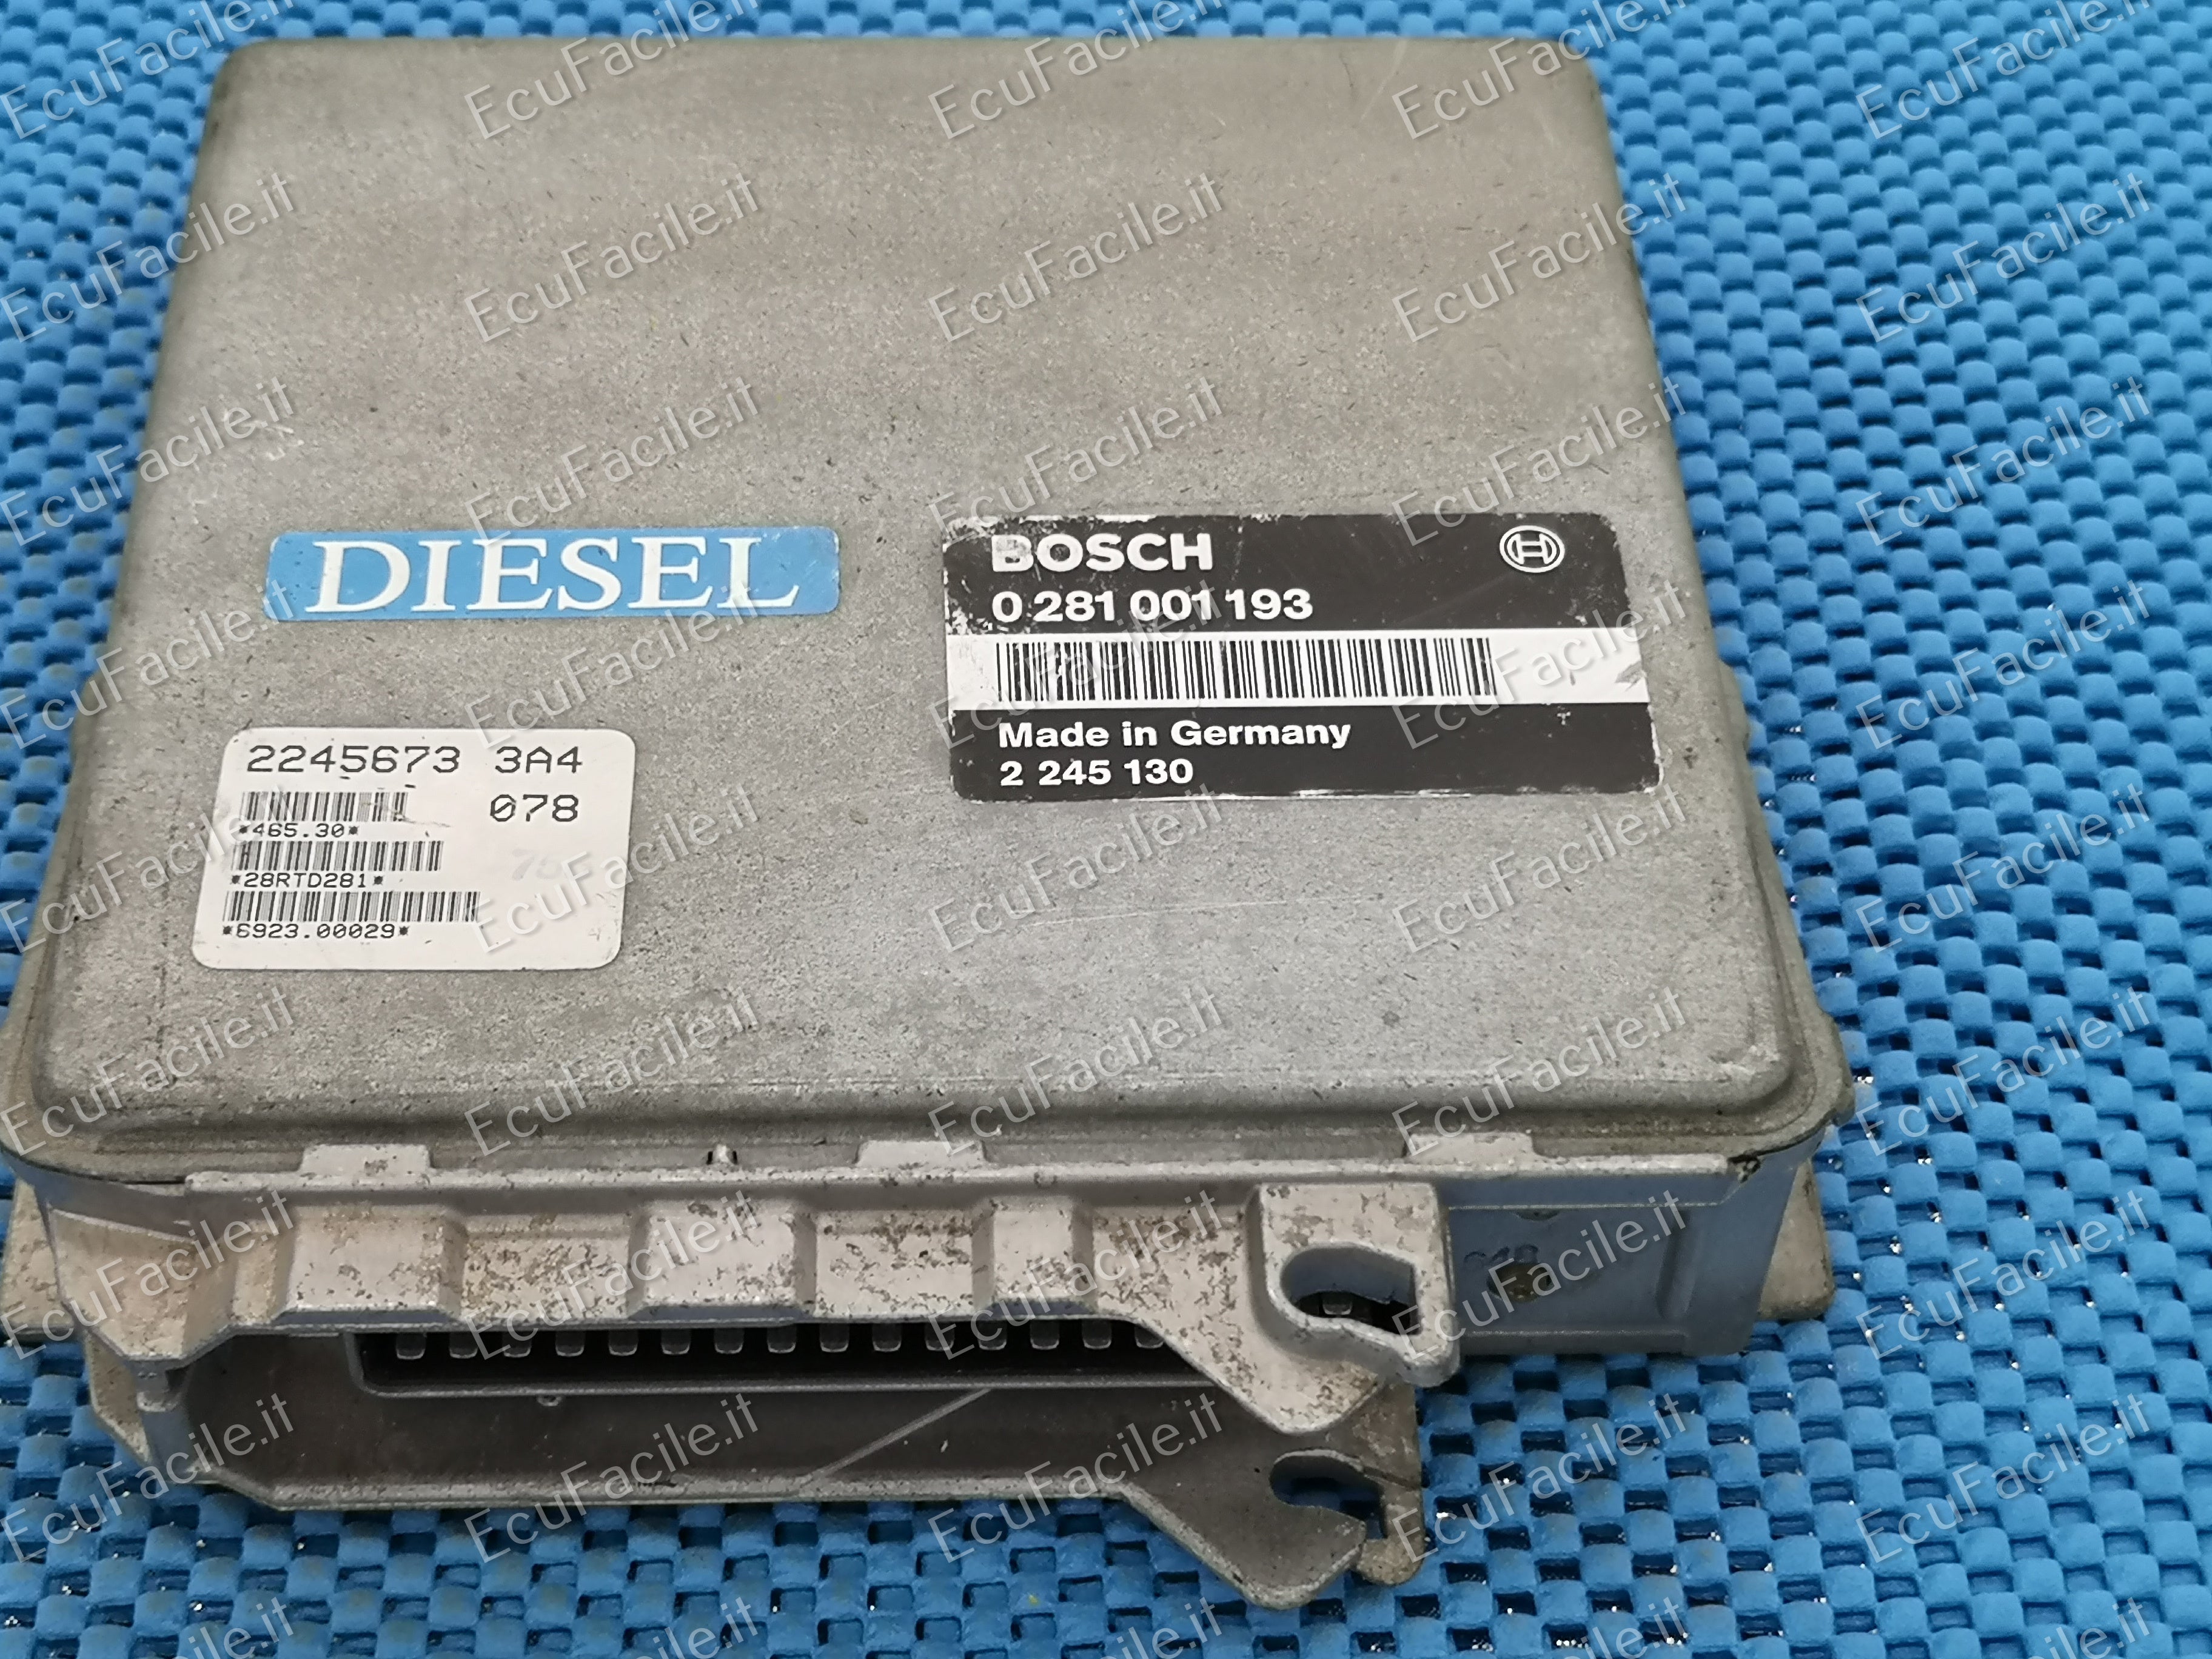 DIESEL
BOSCH
0 281 001 193
Made in Germany
2 245 130
2245673 3A4
078
*465.30*
*28RTD281*
*6923.00029*
EcuFacile.it